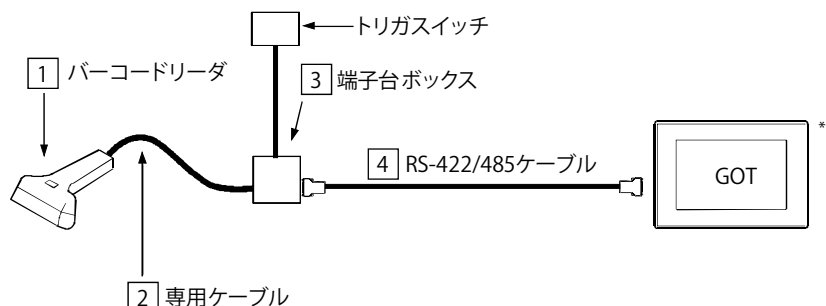 トリガスイッチ
1 バーコードリーダ
3 端子台ボックス
*
4 RS-422/485ケーブル
GOT
2 専用ケーブル